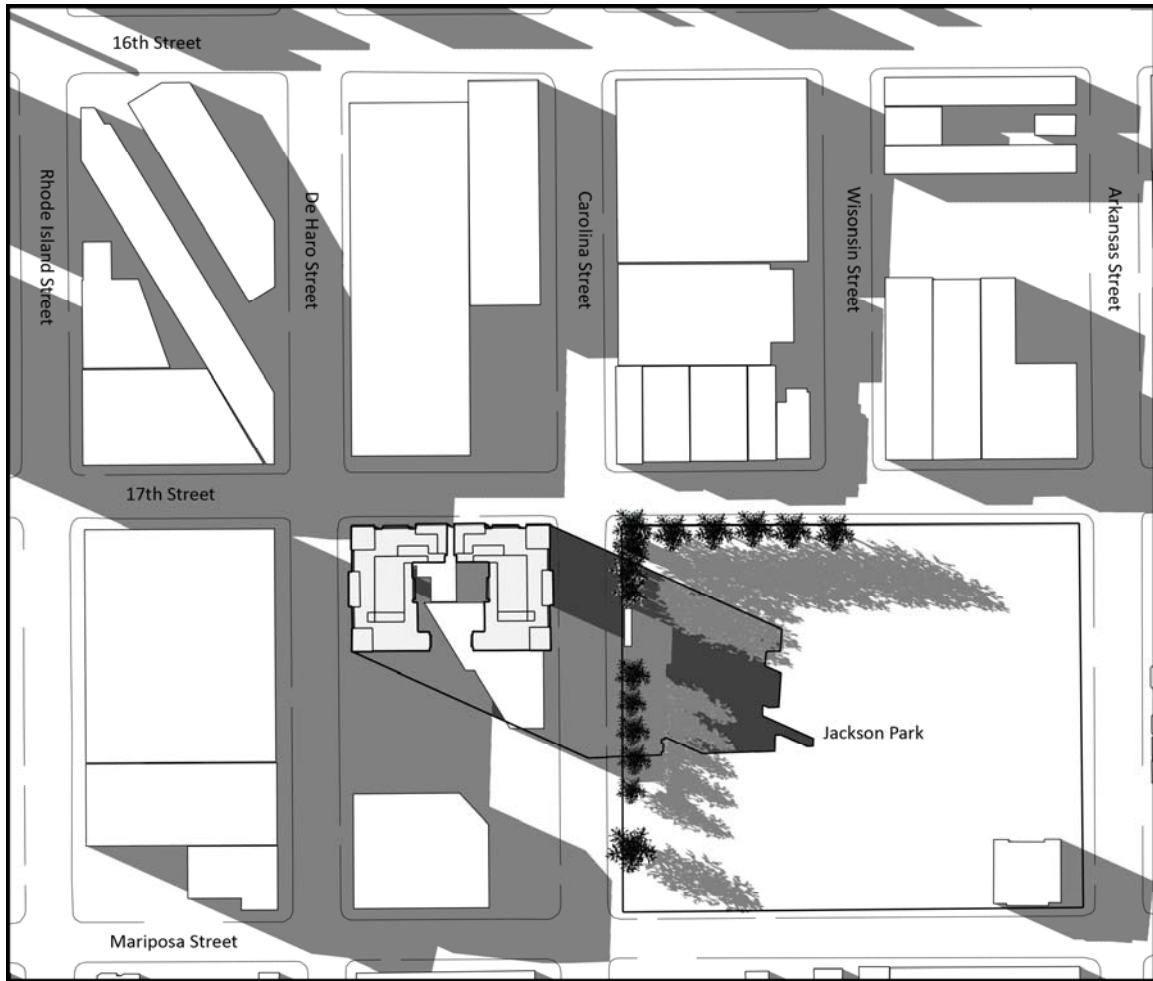 16th Street
Rhode Island Street
De Haro Street
Carolina Street
Wisonsin Street
Arkansas Street
17th Street
Jackson Park
Mariposa Street